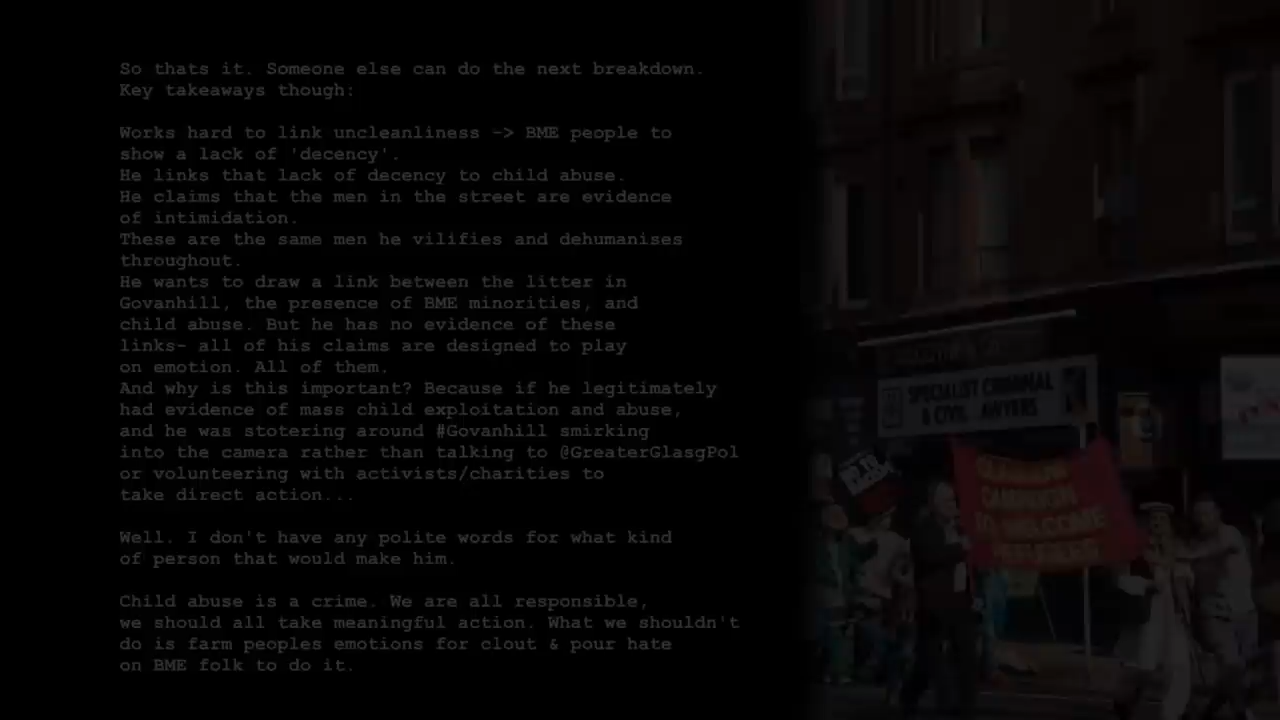 So thats it. Someone else can do the next breakdown.
Key takeaways though:
Works hard to link uncleanliness -> BME people to
show a lack of 'decency'.
He links that lack of decency to child abuse.
He claims that the men in the street are evidence
of intimidation.
These are the same men he vilifies and dehumanises
throughout.
He wants to draw a link between the litter in
Govanhill, the presence of BME minorities, and
child abuse. But he has no evidence of these
links- all of his claims are designed to play
on emotion. All of them.
And why is this important? Because if he legitimately
had evidence of mass child exploitation and abuse,
and he was stotering around #Govanhill smirking
into the camera rather than talking to @GreaterGlasgPol
or volunteering with activists/charities to
take direct action...
Well. I don't have any polite words for what kind
of person that would make him.
Child abuse is a crime. We are all responsible,
we should all take meaningful action. What we shouldn't
do is farm peoples emotions for clout & pour hate
on BME folk to do it.
SPECIALIST CRIMINAL
& CIVIL LAWYERS
CAMPAIGN
TO WELCOME
REFUGEES